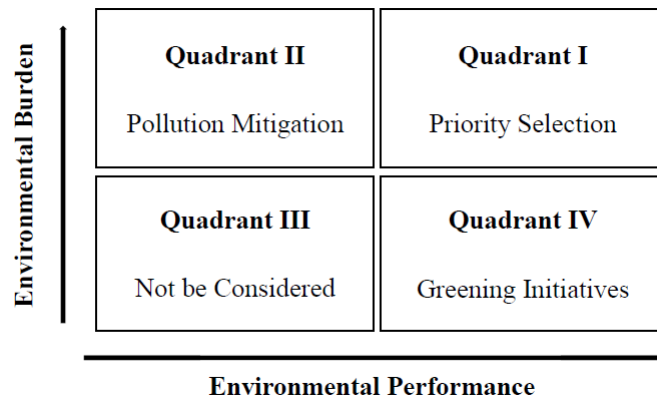 Environmental Burden
Quadrant II
Pollution Mitigation
Quadrant I
Priority Selection
Quadrant III
Not be Considered
Quadrant IV
Greening Initiatives
Environmental Performance